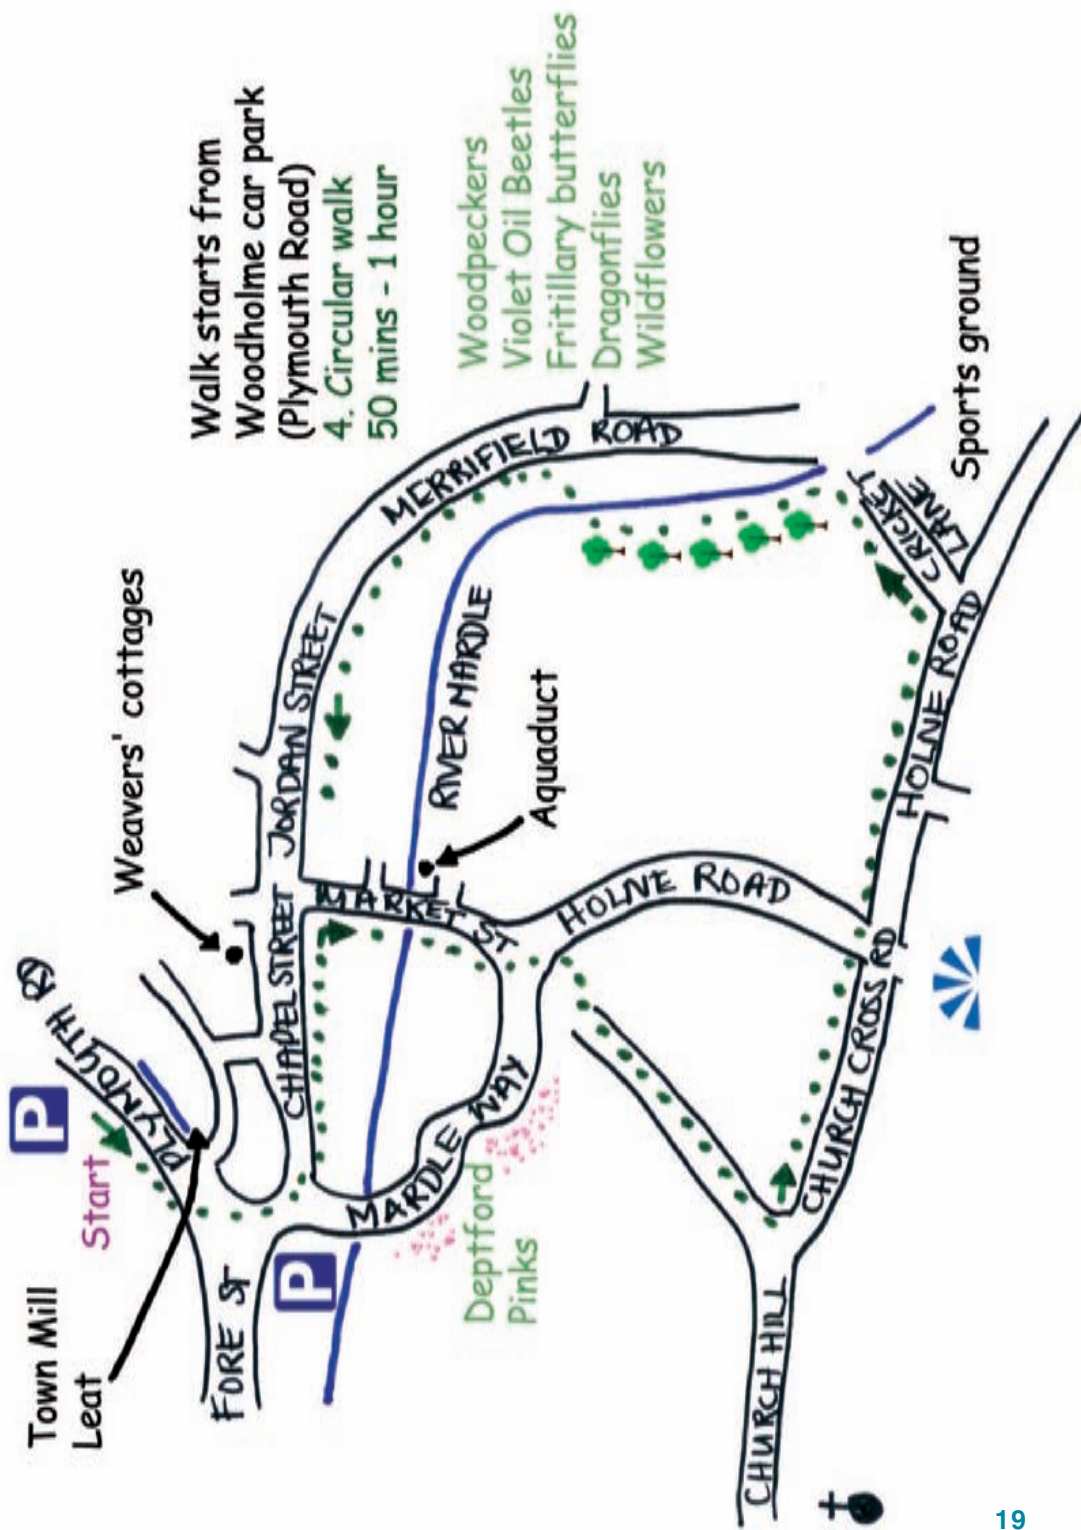 Walk starts from
Woodholme car park
(Plymouth Road)
4. Circular walk
50 mins - 1 hour
Woodpeckers
Violet Oil Beetles
Fritillary butterflies
Dragonflies
Wildflowers
Town Mill
Leat
Start
P
PLYMOUTH RD
Weavers' cottages
FORE ST
P
CHAPEL STREET
JORDAN STREET
MERRIFIELD ROAD
MARKET ST
MARDLE WAY
RIVER MARDLE
Aquaduct
Deptford
Pinks
HOLNE ROAD
CHURCH HILL
CHURCH CROSS RD
HOLNE ROAD
CRICKET
LANE
Sports ground
19